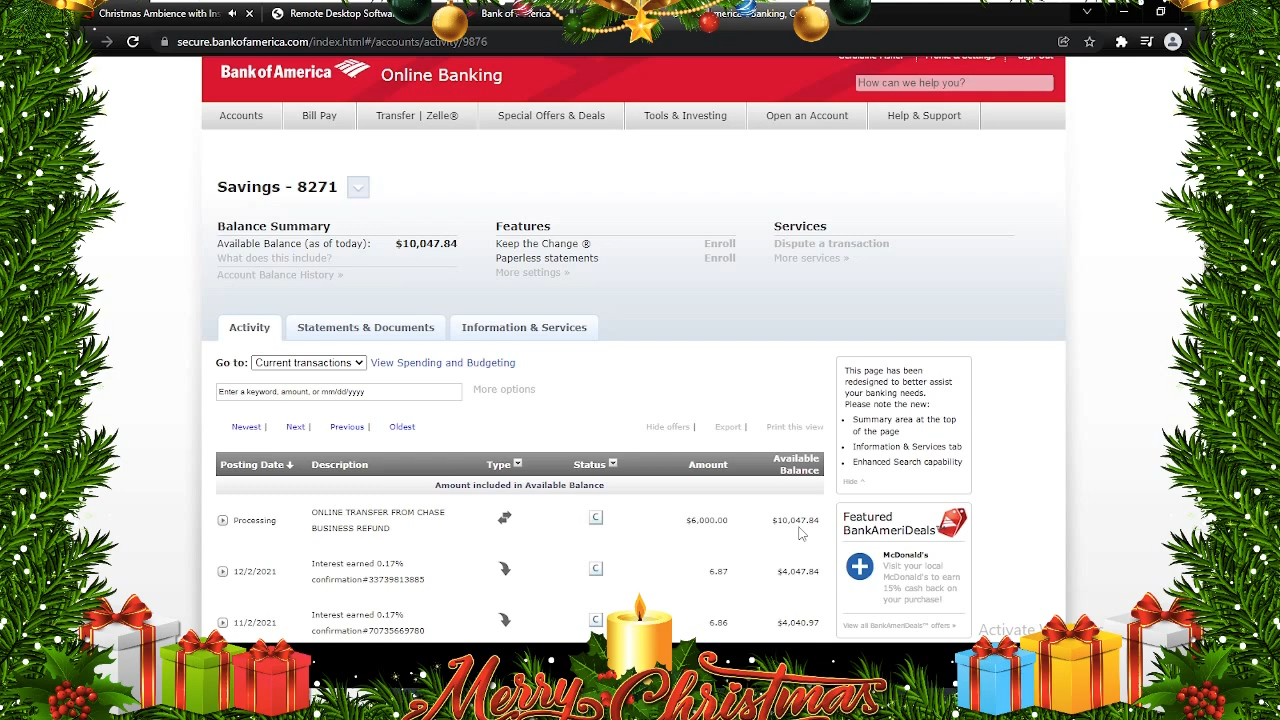 Christmas Ambience with Ins
Remote Desktop Softwa
Bank of America
America - Banking, C
secure.bankofamerica.com/index.html#/accounts/activity/9876
Profile & Settings
Sign Out
Bank of America
Online Banking
How can we help you?
Accounts
Bill Pay
Transfer | Zelle®
Special Offers & Deals
Tools & Investing
Open an Account
Help & Support
Savings - 8271
Balance Summary
Available Balance (as of today): $10,047.84
What does this include?
Account Balance History »
Features
Keep the Change ® Enroll
Paperless statements Enroll
More settings »
Services
Dispute a transaction
More services »
Activity
Statements & Documents
Information & Services
Go to: Current transactions View Spending and Budgeting
Enter a keyword, amount, or mm/dd/yyyy
More options
Newest | Next | Previous | Oldest
Hide offers | Export | Print this view
Posting Date Description Type Status Amount Available
Balance
Amount included in Available Balance
ONLINE TRANSFER FROM CHASE
Processing C $6,000.00 $10,047.84
BUSINESS REFUND
Interest earned 0.17%
12/2/2021 C 6.87 $4,047.84
confirmation#33739813885
Interest earned 0.17%
11/2/2021 C 6.86 $4,040.97
confirmation#70735669780
This page has been
redesigned to better assist
your banking needs.
Please note the new:
• Summary area at the top
of the page
• Information & Services tab
• Enhanced Search capability
Hide ^
Featured
BankAmeriDeals™
McDonald's
Visit your local
McDonald's to earn
15% cash back on
your purchase!
View all BankAmeriDeals™ offers »
Activate
Merry Christmas